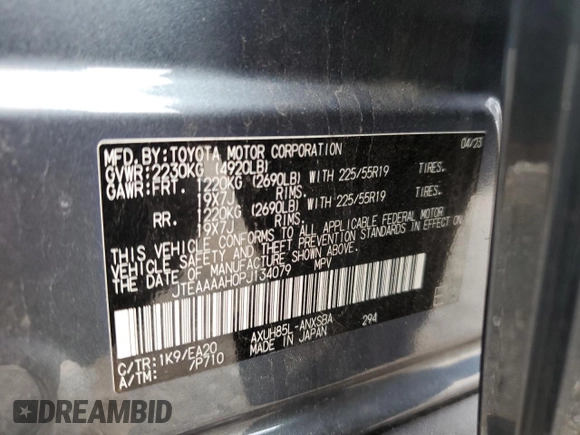 MFD. BY: TOYOTA MOTOR CORPORATION 04/23
GVWR: 2230KG (4920LB)
GAWR: FRT. 1220KG (2690LB) WITH 225/55R19 TIRES.
19X7J RIMS.
RR. 1220KG (2690LB) WITH 225/55R19 TIRES.
19X7J RIMS.
THIS VEHICLE CONFORMS TO ALL APPLICABLE FEDERAL MOTOR
VEHICLE SAFETY AND THEFT PREVENTION STANDARDS IN EFFECT ON
THE DATE OF MANUFACTURE SHOWN ABOVE.
JTEAAAAH0PJ134079 MPV
C/TR: 1K9/EA20 AXUH85L-ANXSBA 294
A/TM: /P710 MADE IN JAPAN
DREAMBID